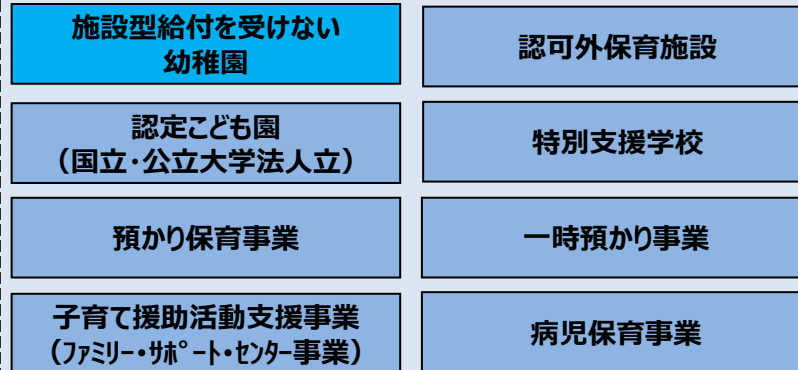 施設型給付を受けない
幼稚園
認可外保育施設
認定こども園
（国立･公立大学法人立）
特別支援学校
預かり保育事業
一時預かり事業
子育て援助活動支援事業
（ﾌｧﾐﾘｰ･ｻﾎﾟｰﾄ･ｾﾝﾀｰ事業）
病児保育事業